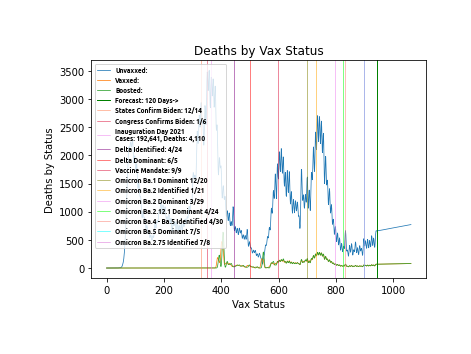 Deaths by Vax Status
Deaths by Status
3500
3000
2500
2000
1500
1000
500
0
Unvaxxed:
Vaxxed:
Boosted:
Forecast: 120 Days->
States Confirm Biden: 12/14
Congress Confirms Biden: 1/6
Inauguration Day 2021
Cases: 192,641, Deaths: 4,110
Delta Identified: 4/24
Delta Dominant: 6/5
Vaccine Mandate: 9/9
Omicron Ba.1 Dominant 12/20
Omicron Ba.2 Identified 1/21
Omicron Ba.2 Dominant 3/29
Omicron Ba.2.12.1 Dominant 4/24
Omicron Ba.4 - Ba.5 Identified 4/30
Omicron Ba.5 Dominant 7/5
Omicron Ba.2.75 Identified 7/8
0 200 400 600 800 1000
Vax Status